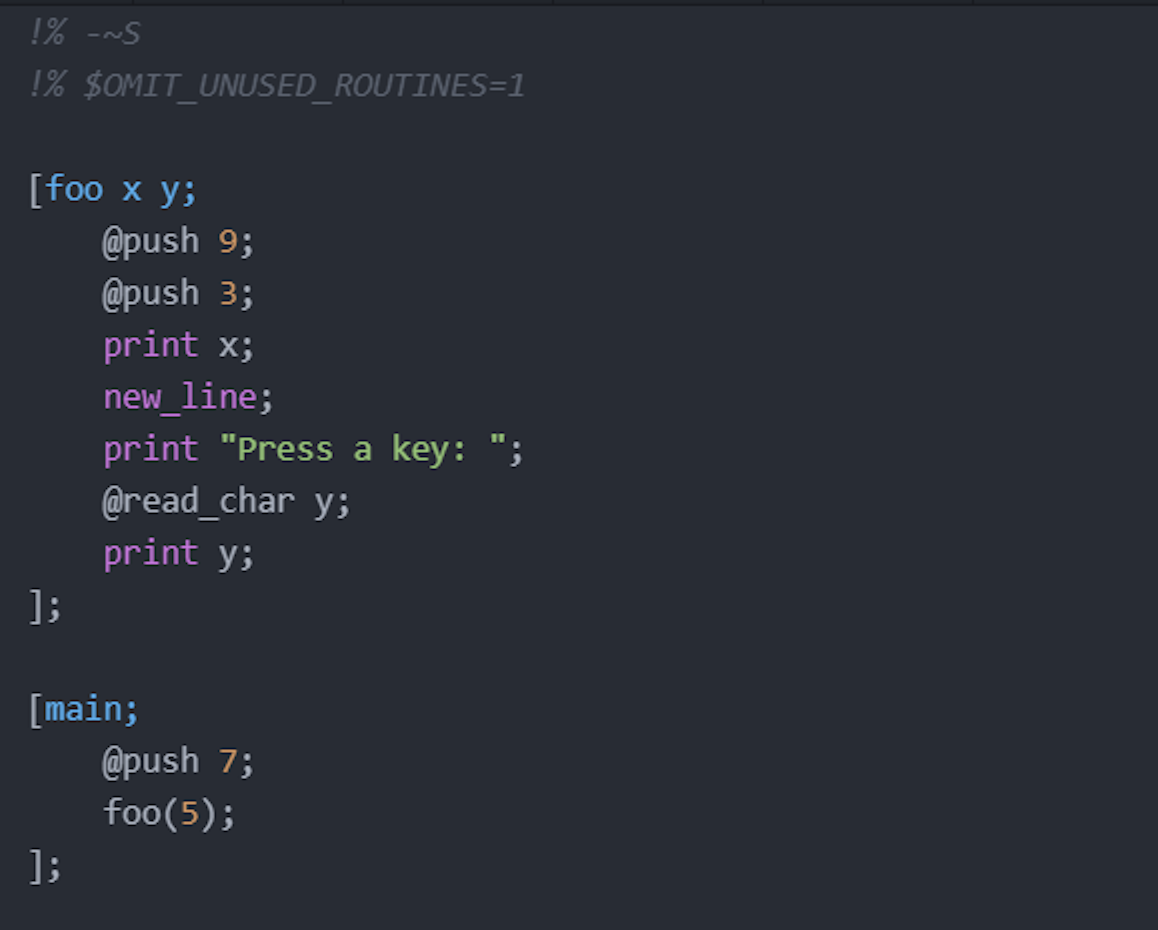 !% -~S
!% $OMIT_UNUSED_ROUTINES=1
[foo x y;
@push 9;
@push 3;
print x;
new_line;
print "Press a key: ";
@read_char y;
print y;
];
[main;
@push 7;
foo(5);
];